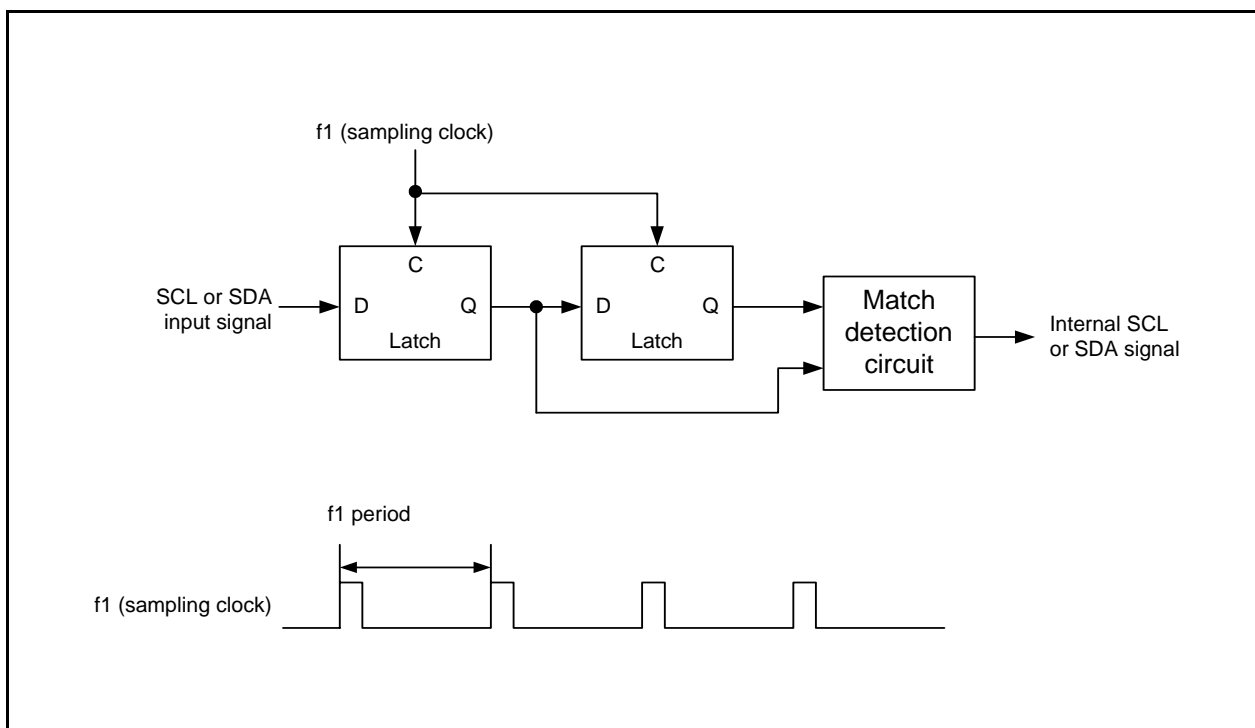 f1 (sampling clock)
C
C
SCL or SDA
input signal
D
Q
Latch
D
Q
Latch
Match
detection
circuit
Internal SCL
or SDA signal
f1 period
f1 (sampling clock)